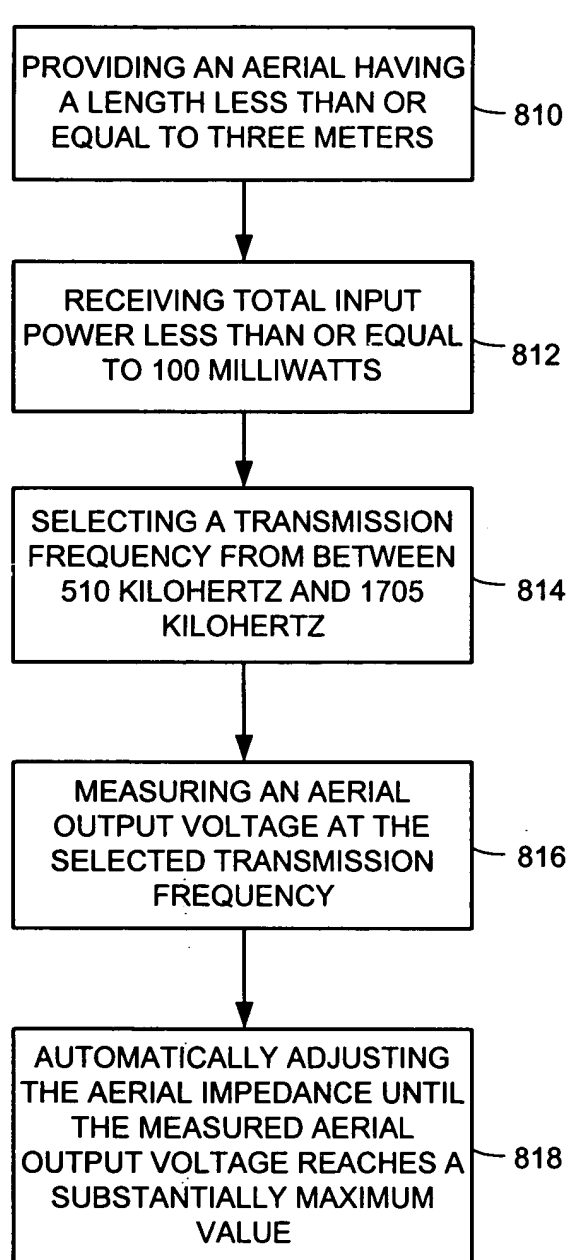 PROVIDING AN AERIAL HAVING
A LENGTH LESS THAN OR
EQUAL TO THREE METERS
810
RECEIVING TOTAL INPUT
POWER LESS THAN OR EQUAL
TO 100 MILLIWATTS
812
SELECTING A TRANSMISSION
FREQUENCY FROM BETWEEN
510 KILOHERTZ AND 1705
KILOHERTZ
814
MEASURING AN AERIAL
OUTPUT VOLTAGE AT THE
SELECTED TRANSMISSION
FREQUENCY
816
AUTOMATICALLY ADJUSTING
THE AERIAL IMPEDANCE UNTIL
THE MEASURED AERIAL
OUTPUT VOLTAGE REACHES A
SUBSTANTIALLY MAXIMUM
VALUE
818